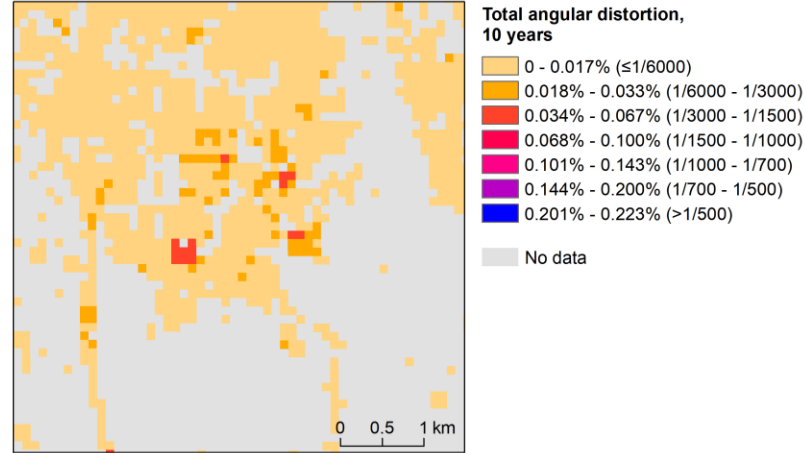 Total angular distortion,
10 years
0 - 0.017% (≤1/6000)
0.018% - 0.033% (1/6000 - 1/3000)
0.034% - 0.067% (1/3000 - 1/1500)
0.068% - 0.100% (1/1500 - 1/1000)
0.101% - 0.143% (1/1000 - 1/700)
0.144% - 0.200% (1/700 - 1/500)
0.201% - 0.223% (>1/500)
No data
0 0.5 1 km